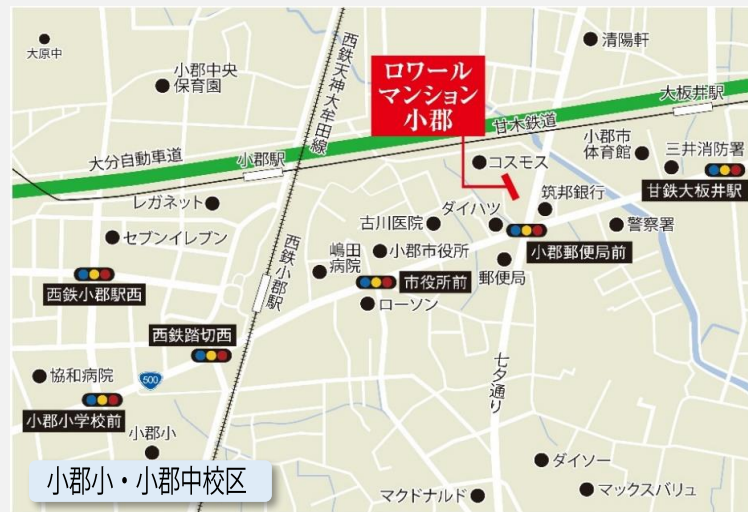 大原中
小郡中央
保育園
西鉄天神大牟田線
ロワール
マンション
小郡
清陽軒
大板井駅
甘木鉄道
大分自動車道
小郡駅
コスモス
小郡市
体育館
三井消防署
甘鉄大板井駅
レガネット
セブンイレブン
古川医院
ダイハツ
筑邦銀行
警察署
西鉄小郡駅
嶋田
病院
小郡市役所
小郡郵便局前
郵便局
西鉄小郡駅西
市役所前
ローソン
西鉄踏切西
七夕通り
協和病院
500
小郡小学校前
小郡小
小郡小・小郡中校区
ダイソー
マクドナルド
マックスバリュ